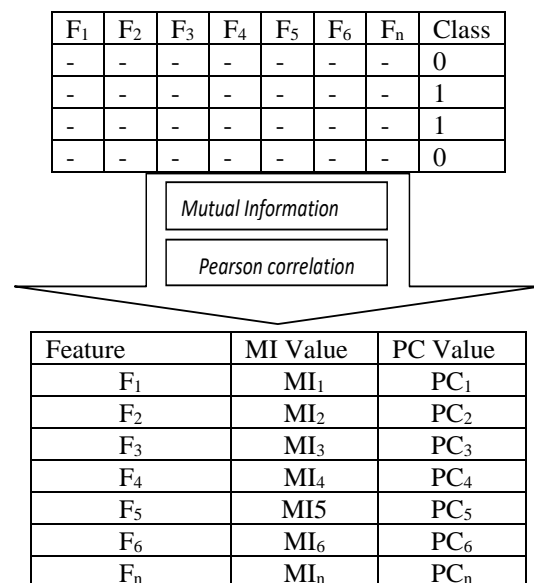 F₁ F₂ F₃ F₄ F₅ F₆ Fₙ Class
- - - - - - - 0
- - - - - - - 1
- - - - - - - 1
- - - - - - - 0
Mutual Information
Pearson correlation
Feature MI Value PC Value
F₁ MI₁ PC₁
F₂ MI₂ PC₂
F₃ MI₃ PC₃
F₄ MI₄ PC₄
F₅ MI5 PC₅
F₆ MI₆ PC₆
Fₙ MIₙ PCₙ